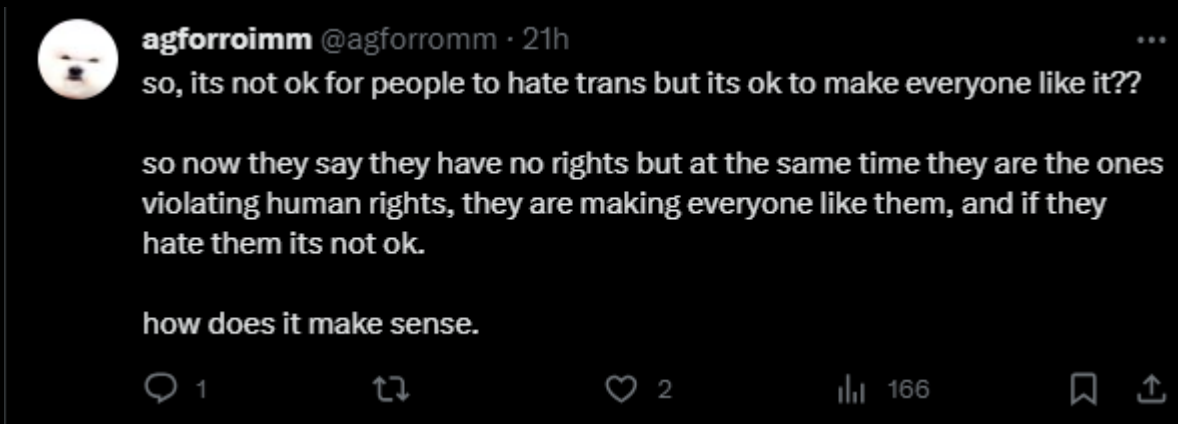 agforroimm @agforromm · 21h
so, its not ok for people to hate trans but its ok to make everyone like it??
so now they say they have no rights but at the same time they are the ones
violating human rights, they are making everyone like them, and if they
hate them its not ok.
how does it make sense.
1 2 166